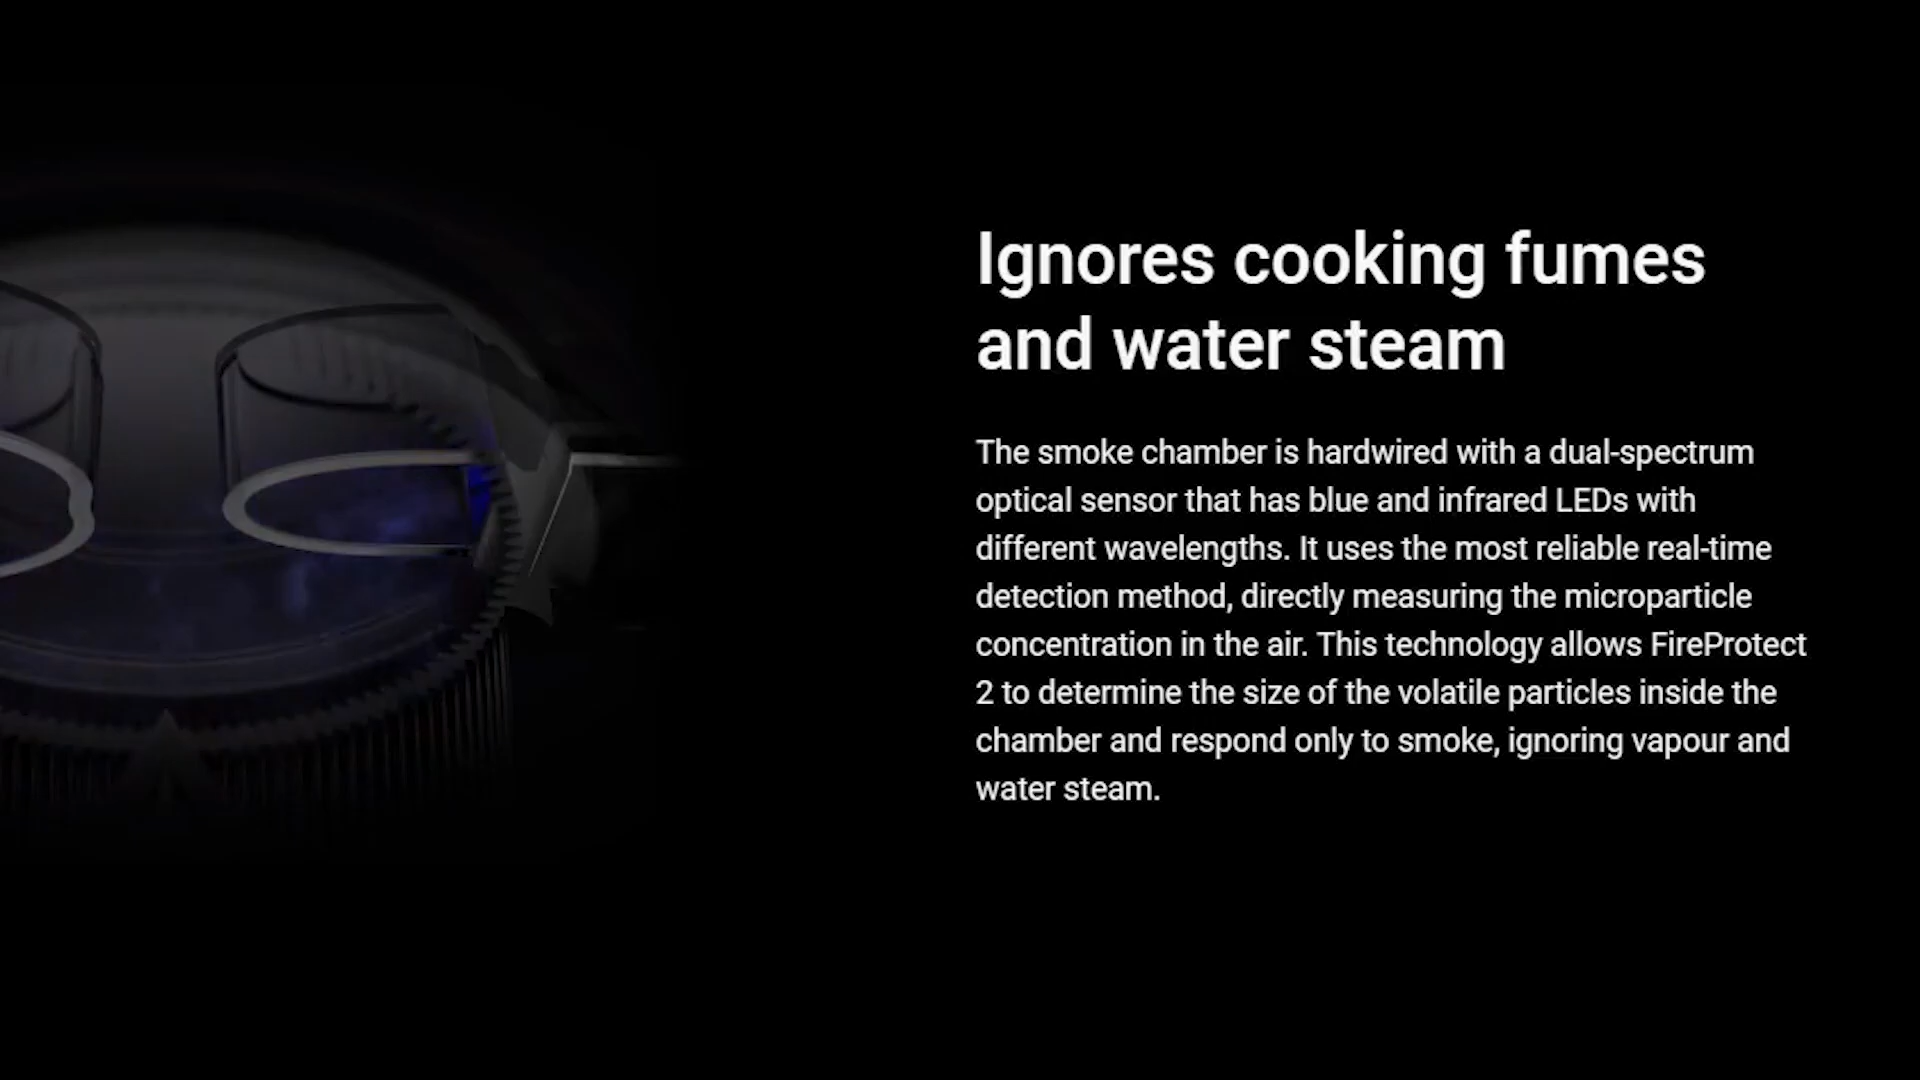 Ignores cooking fumes
and water steam
The smoke chamber is hardwired with a dual-spectrum
optical sensor that has blue and infrared LEDs with
different wavelengths. It uses the most reliable real-time
detection method, directly measuring the microparticle
concentration in the air. This technology allows FireProtect
2 to determine the size of the volatile particles inside the
chamber and respond only to smoke, ignoring vapour and
water steam.